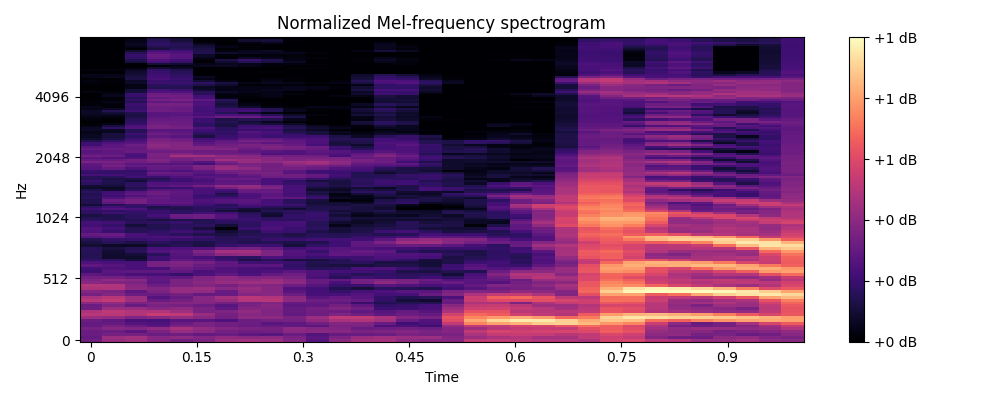 Normalized Mel-frequency spectrogram
Hz
4096
2048
1024
512
0
0 0.15 0.3 0.45 0.6 0.75 0.9
Time
+1 dB
+1 dB
+1 dB
+0 dB
+0 dB
+0 dB